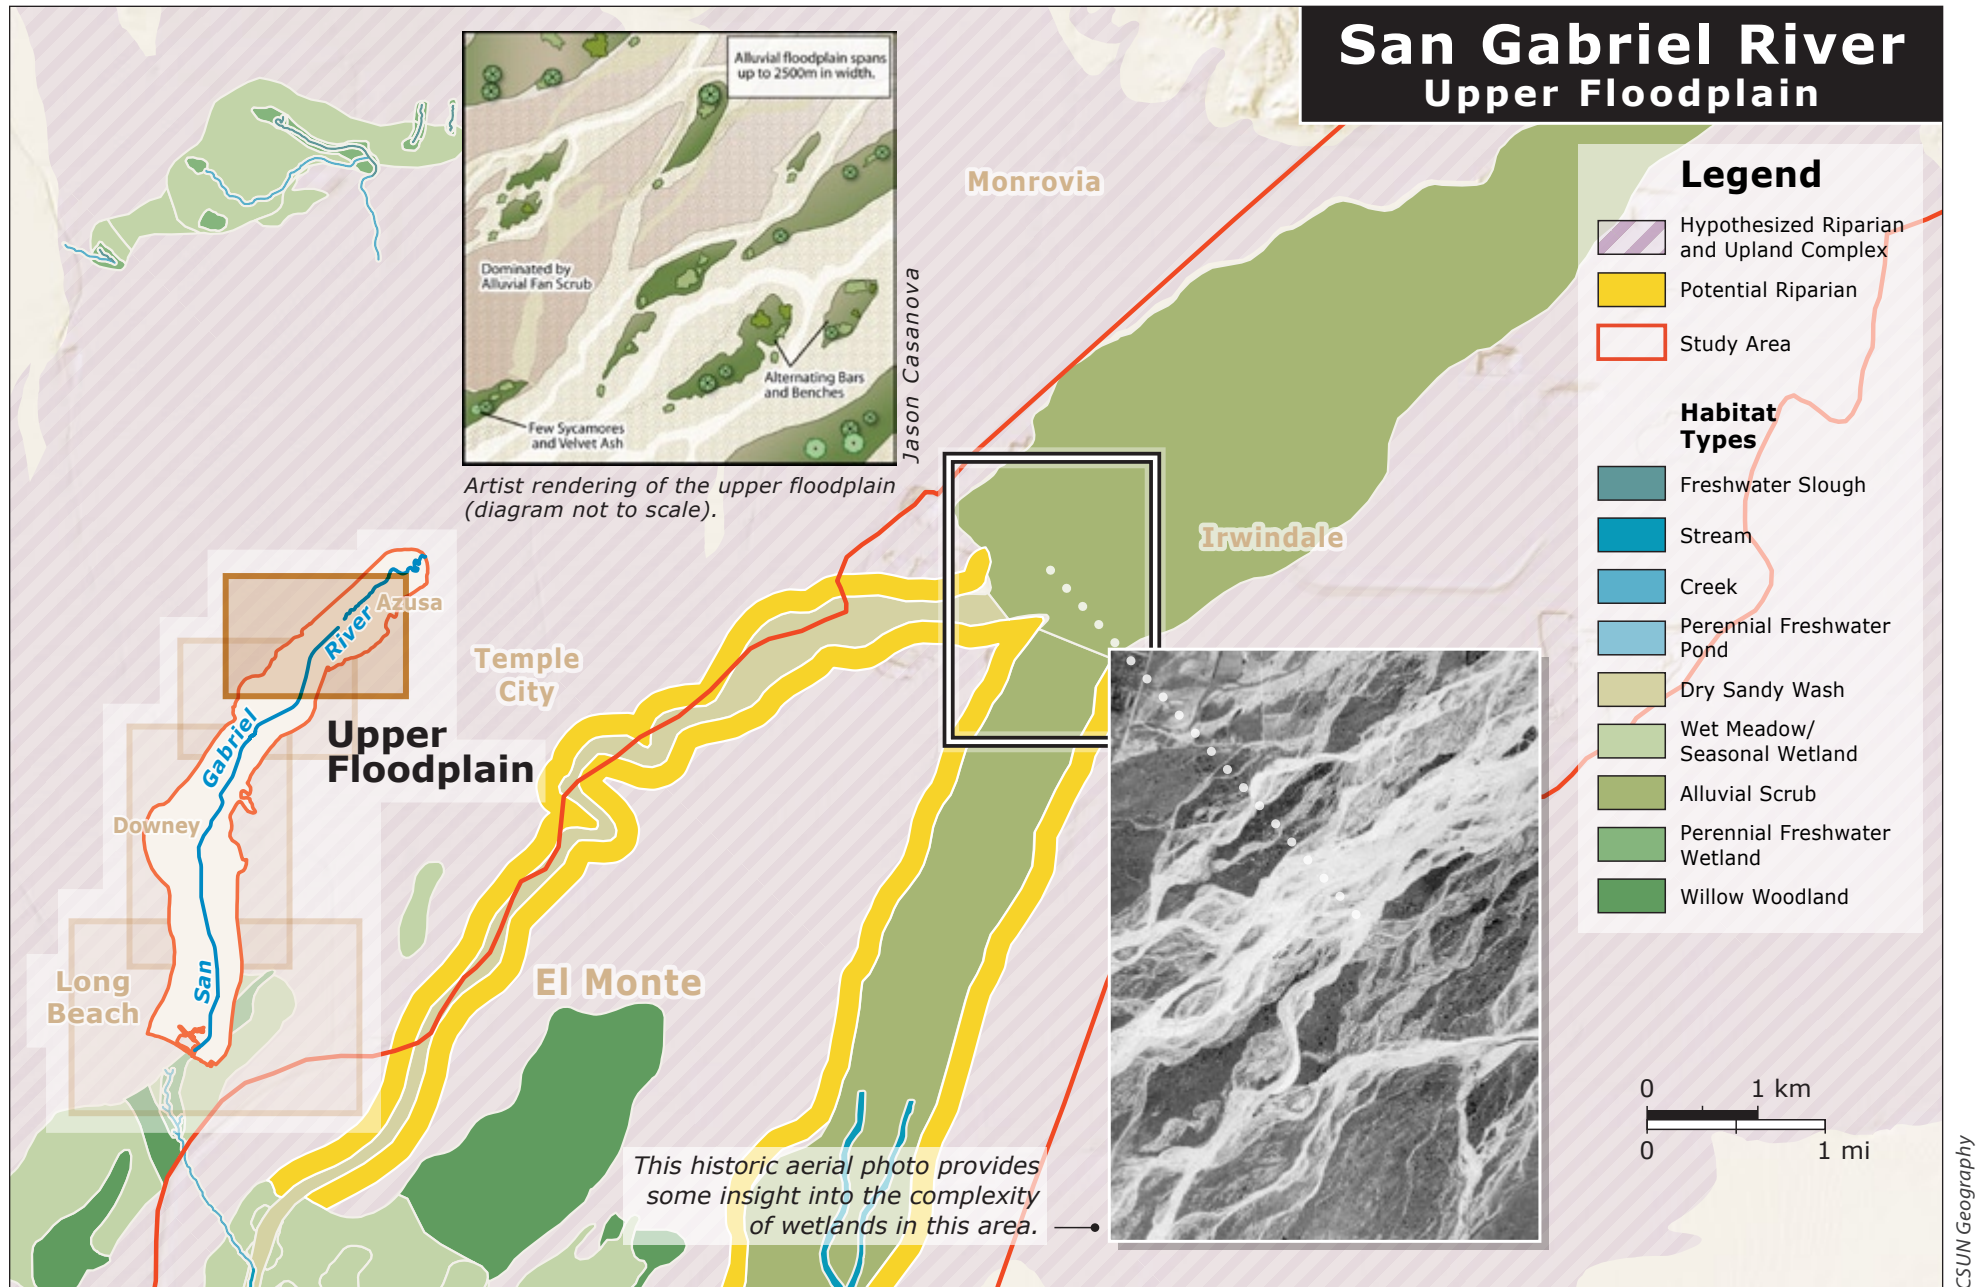 San Gabriel River
Upper Floodplain
Alluvial floodplain spans
up to 2500m in width.
Dominated by
Alluvial Fan Scrub
Alternating Bars
and Benches
Few Sycamores
and Velvet Ash
Jason Casanova
Artist rendering of the upper floodplain
(diagram not to scale).
Monrovia
Irwindale
Temple
City
El Monte
Azusa
River
Gabriel
San
Downey
Long
Beach
Upper
Floodplain
This historic aerial photo provides
some insight into the complexity
of wetlands in this area.
Legend
Hypothesized Riparian
and Upland Complex
Potential Riparian
Study Area
Habitat
Types
Freshwater Slough
Stream
Creek
Perennial Freshwater
Pond
Dry Sandy Wash
Wet Meadow/
Seasonal Wetland
Alluvial Scrub
Perennial Freshwater
Wetland
Willow Woodland
0 1 km
0 1 mi
CSUN Geography